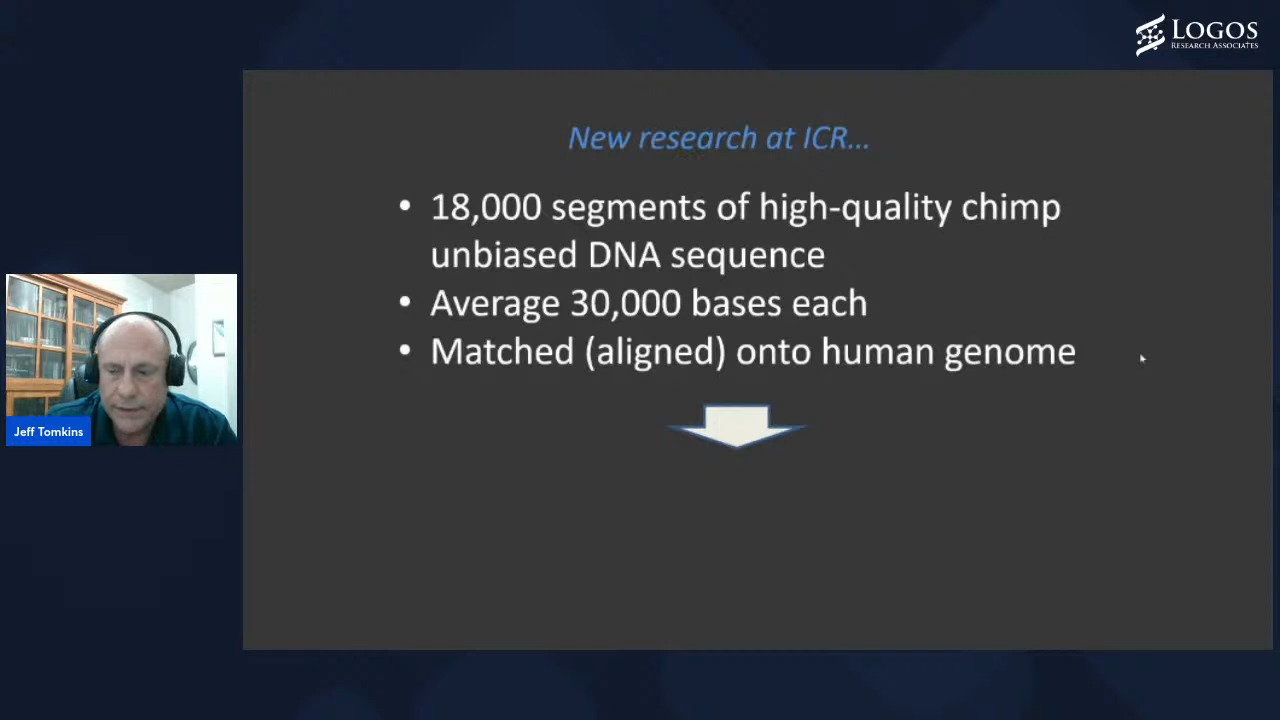 LOGOS
RESEARCH ASSOCIATES
New research at ICR...
• 18,000 segments of high-quality chimp
unbiased DNA sequence
• Average 30,000 bases each
• Matched (aligned) onto human genome
Jeff Tomkins